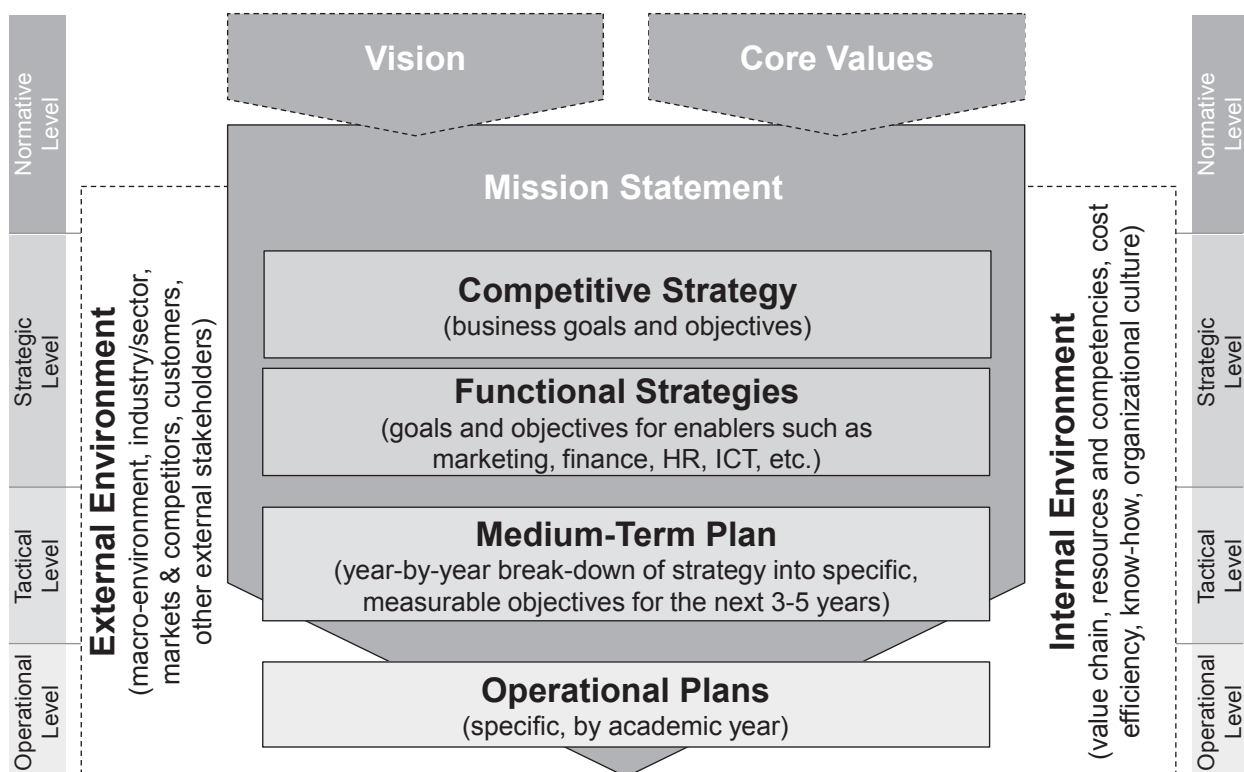 Vision
Core Values
Normative
Level
Strategic
Level
Tactical
Level
Operational
Level
External Environment
(macro-environment, industry/sector,
markets & competitors, customers,
other external stakeholders)
Mission Statement
Competitive Strategy
(business goals and objectives)
Functional Strategies
(goals and objectives for enablers such as
marketing, finance, HR, ICT, etc.)
Medium-Term Plan
(year-by-year break-down of strategy into specific,
measurable objectives for the next 3-5 years)
Operational Plans
(specific, by academic year)
Internal Environment
(value chain, resources and competencies, cost
efficiency, know-how, organizational culture)
Normative
Level
Strategic
Level
Tactical
Level
Operational
Level